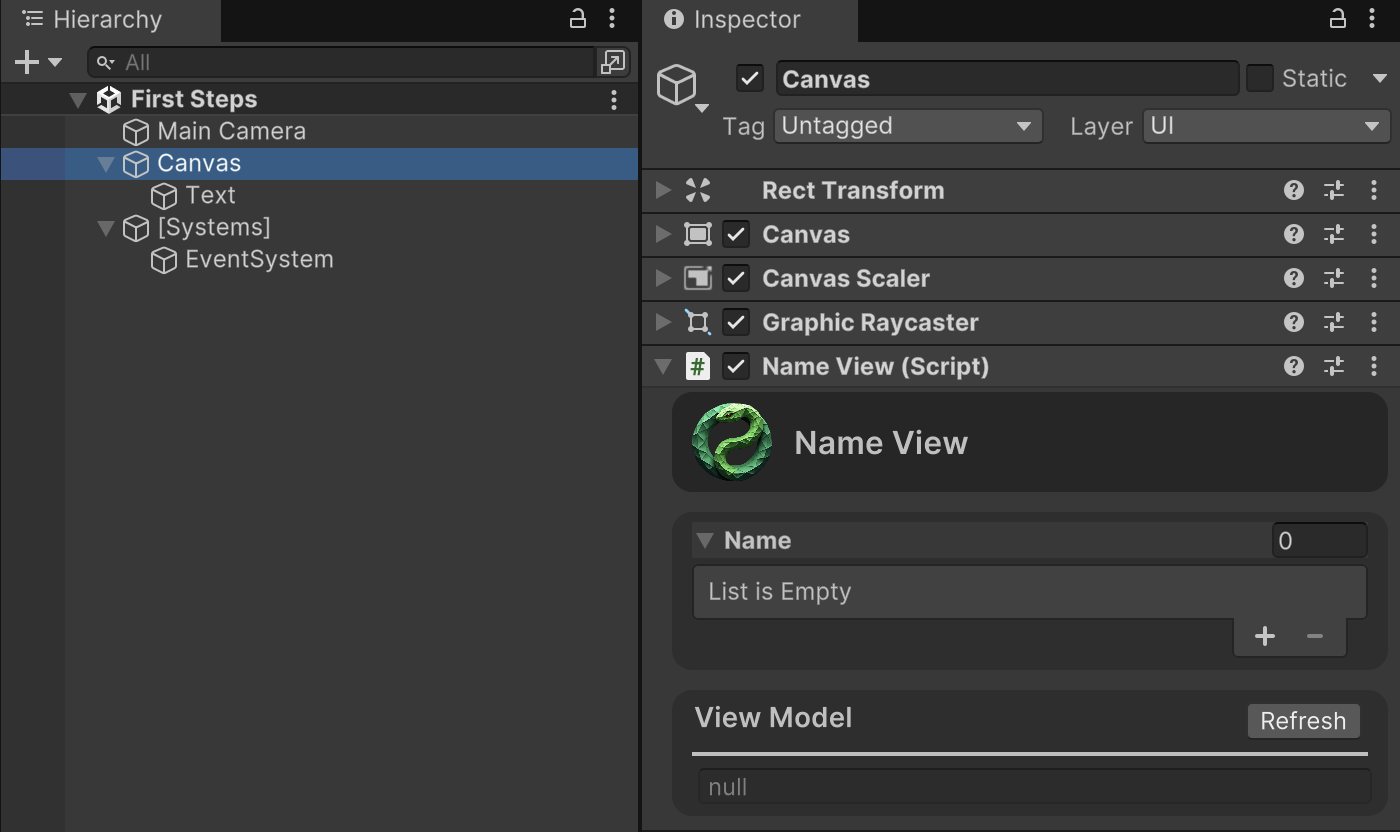 Hierarchy
All
First Steps
Main Camera
Canvas
Text
[Systems]
EventSystem
Inspector
Canvas
Static
Tag
Untagged
Layer
UI
Rect Transform
Canvas
Canvas Scaler
Graphic Raycaster
# Name View (Script)
Name View
Name
0
List is Empty
View Model
Refresh
null